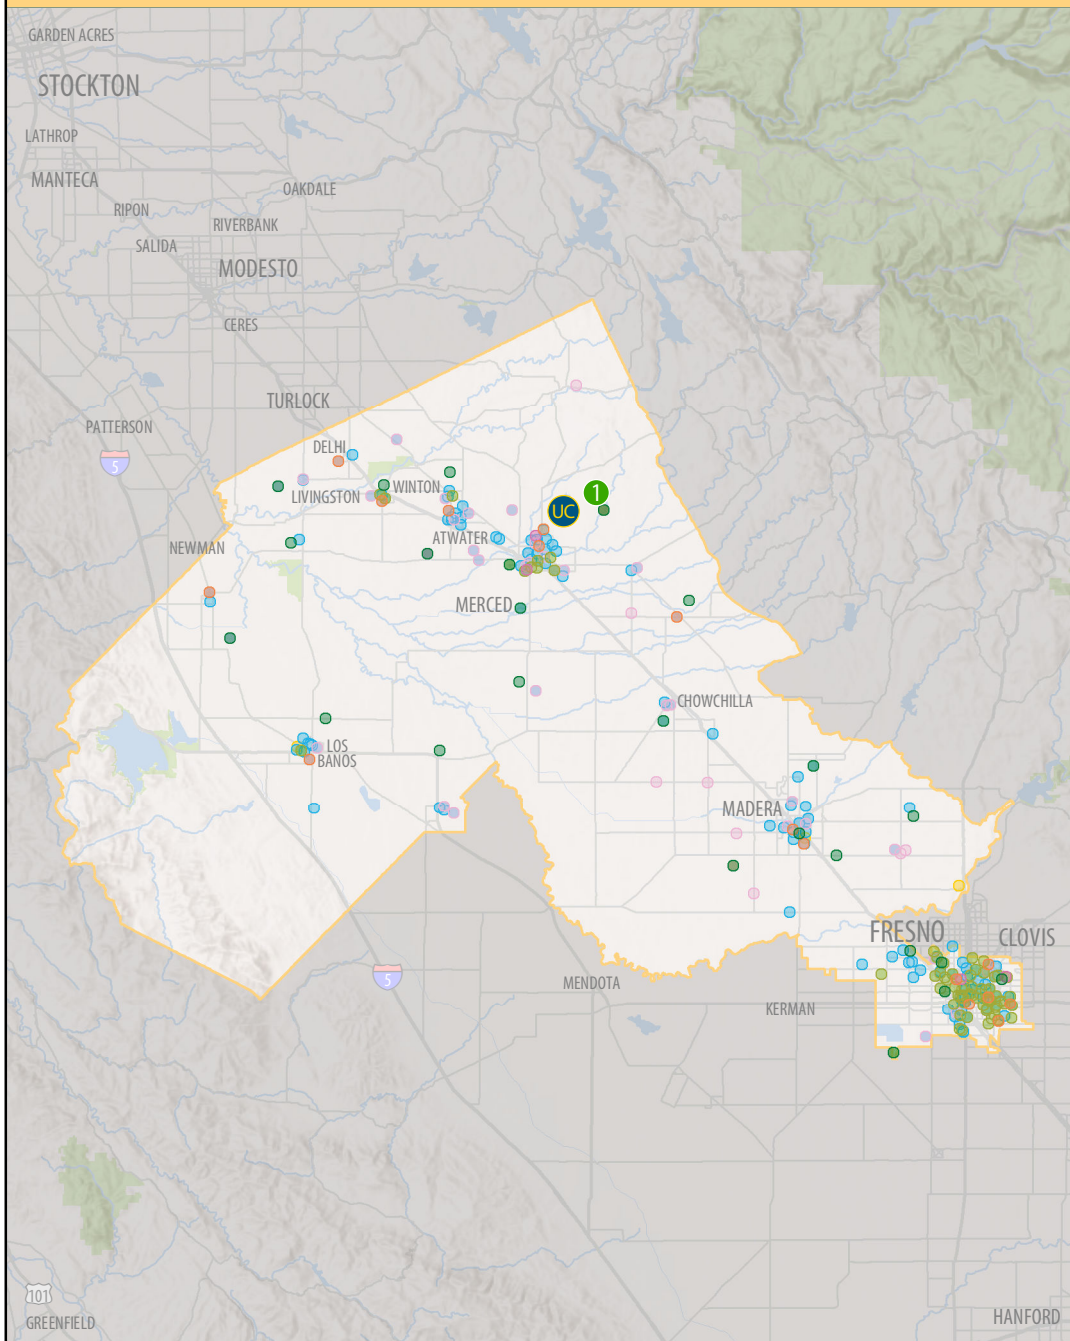 GARDEN ACRES
STOCKTON
LATHROP
MANTECA
OAKDALE
RIPON
RIVERBANK
SALIDA
MODESTO
CERES
TURLOCK
PATTERSON
DELHI
5
WINTON
LIVINGSTON
1
UC
ATWATER
NEWMAN
MERCED
CHOWCHILLA
LOS
BANOS
MADERA
FRESNO
CLOVIS
5
MENDOTA
KERMAN
101
GREENFIELD
HANFORD